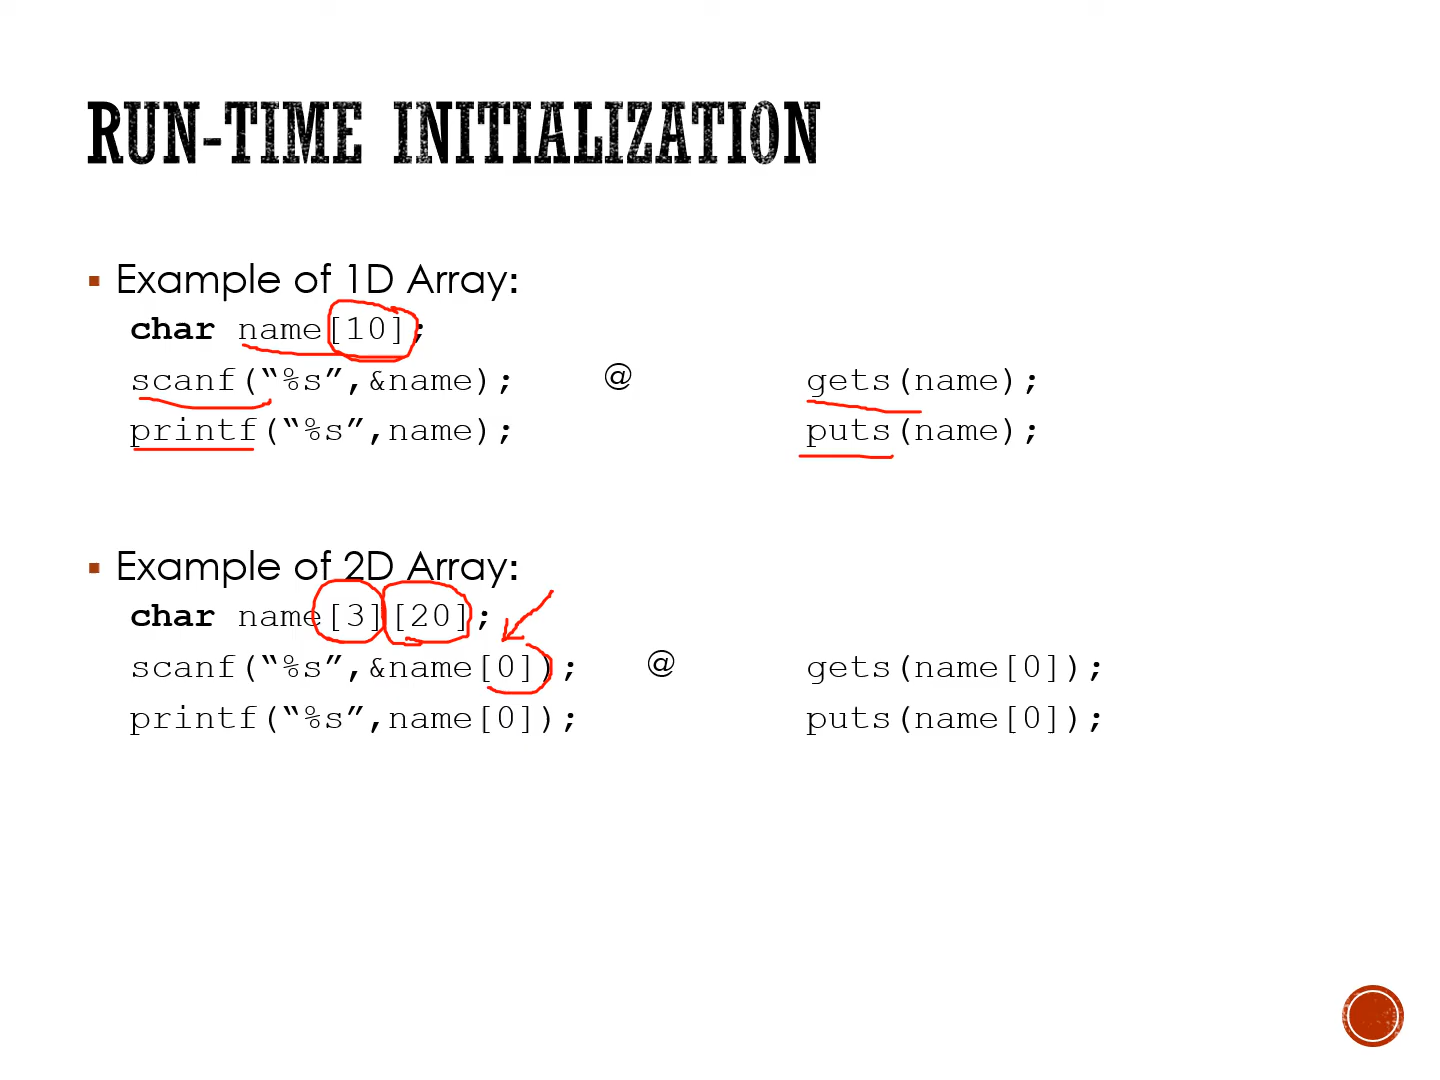 RUN-TIME INITIALIZATION
Example of 1D Array:
char name[10];
scanf(“%s”,&name); @ gets(name);
printf(“%s”,name); puts(name);
Example of 2D Array:
char name[3][20];
scanf(“%s”,&name[0]); @ gets(name[0]);
printf(“%s”,name[0]); puts(name[0]);